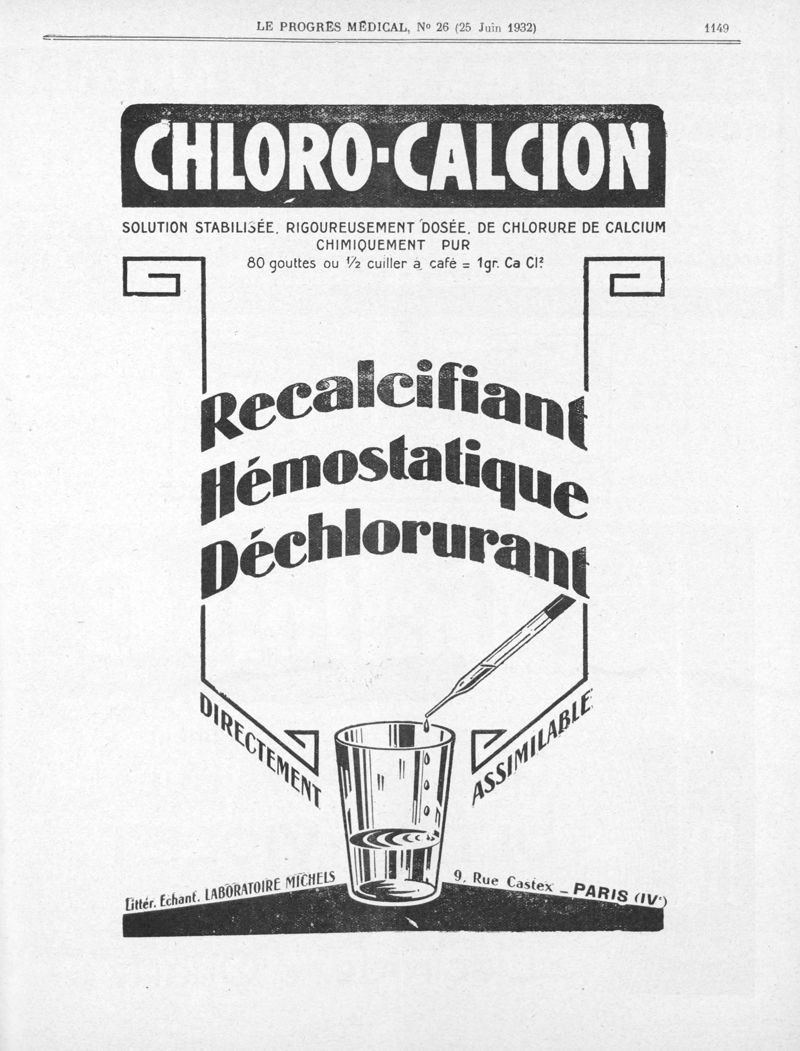 LE PROGRÈS MÉDICAL, Nº 26 (25 Juin 1932) 1149
CHLORO-CALCION
SOLUTION STABILISÉE, RIGOUREUSEMENT DOSÉE, DE CHLORURE DE CALCIUM
CHIMIQUEMENT PUR
80 gouttes ou ½ cuiller à café = 1gr. Ca Cl²
Recalcifiant
Hémostatique
Déchlorurant
DIRECTEMENT
ASSIMILABLE
Littér. Echant. LABORATOIRE MICHELS
9, Rue Castex _ PARIS (IVᵉ)